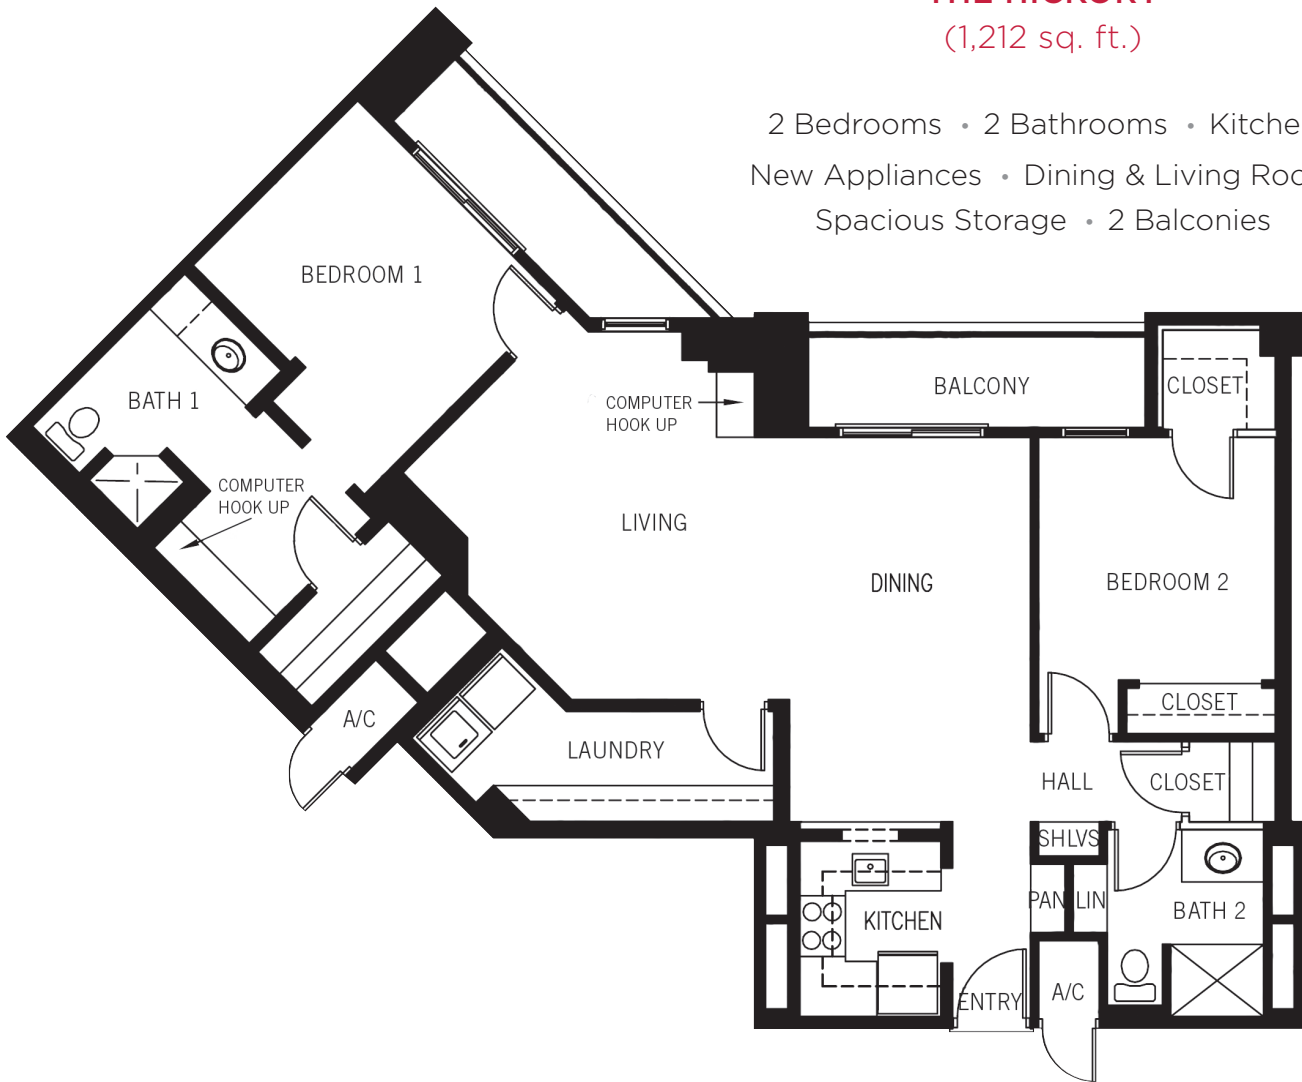 THE HICKORY
(1,212 sq. ft.)
2 Bedrooms • 2 Bathrooms • Kitche
New Appliances • Dining & Living Roo
Spacious Storage • 2 Balconies
BEDROOM 1
BATH 1
COMPUTER
HOOK UP
COMPUTER
HOOK UP
BALCONY
CLOSET
LIVING
DINING
BEDROOM 2
CLOSET
A/C
LAUNDRY
HALL
CLOSET
SHLVS
PAN
LIN
KITCHEN
BATH 2
ENTRY
A/C